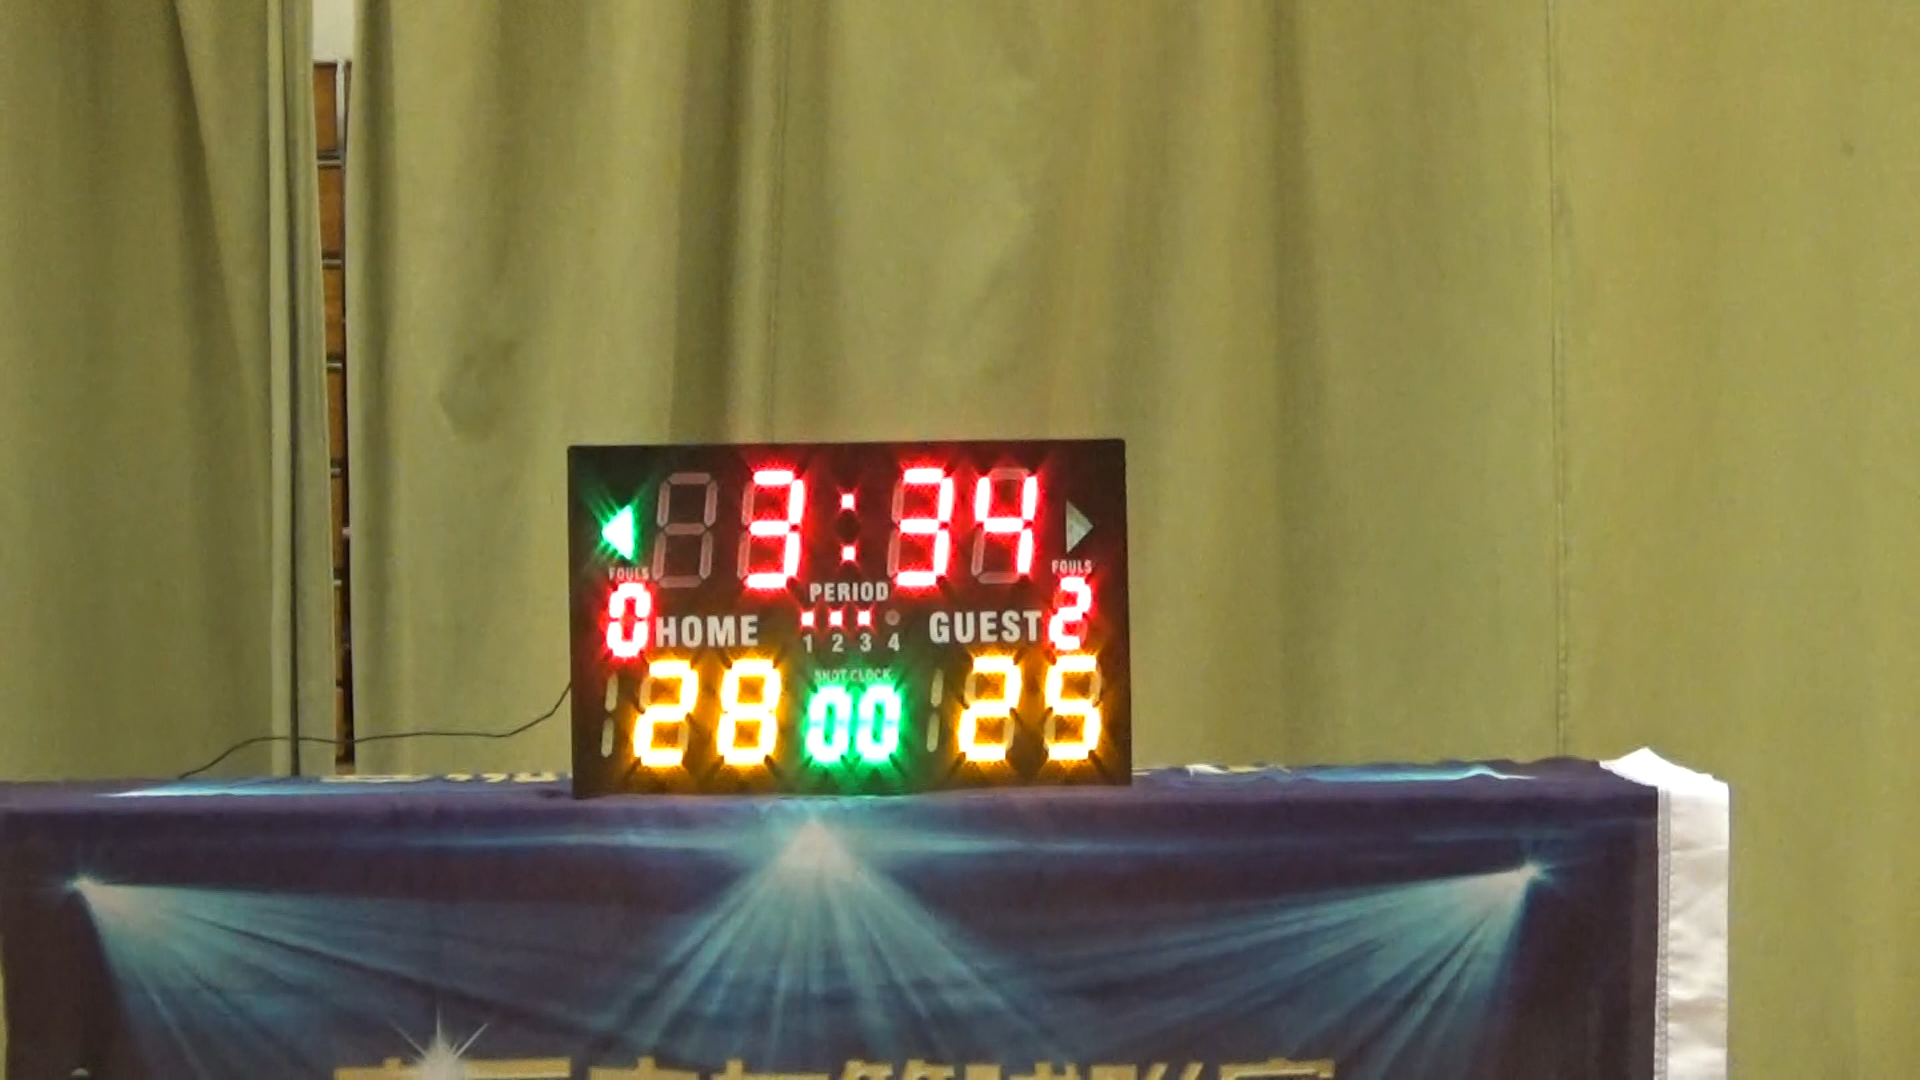 3:34
FOULS FOULS
PERIOD
0 HOME 1 2 3 4 GUEST 2
SHOT CLOCK
28 00 25